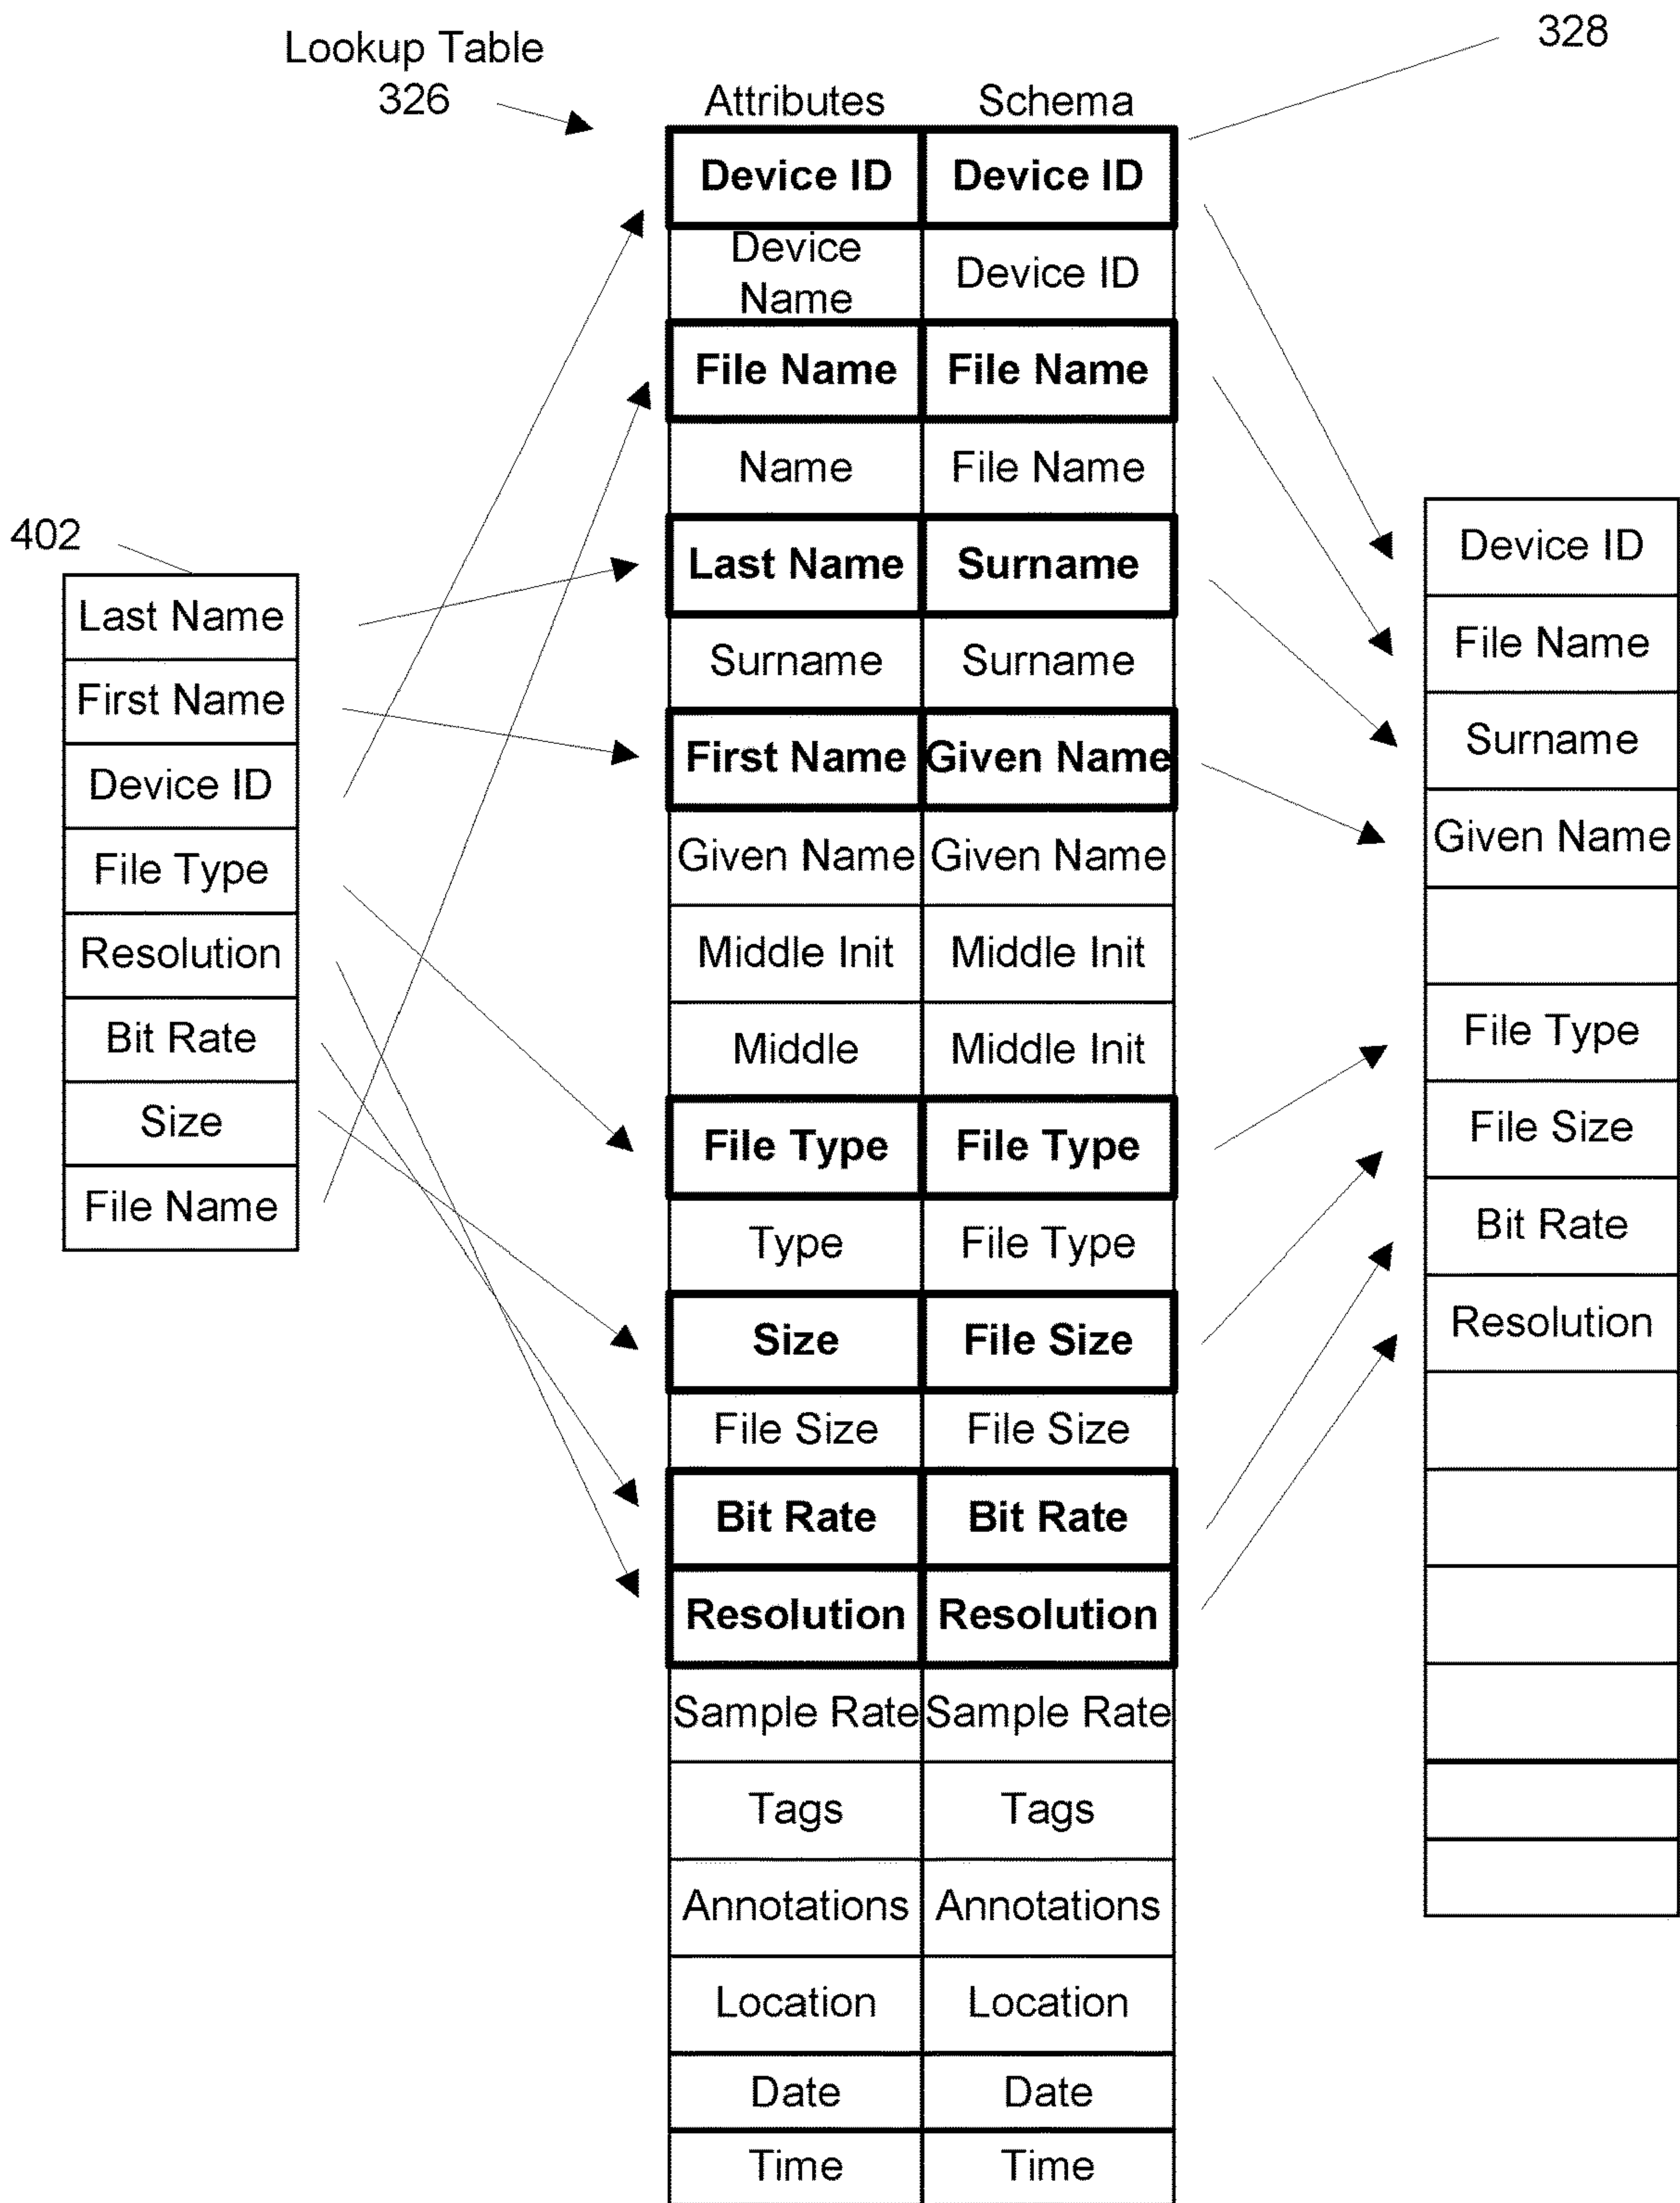 Lookup Table
326
328
Attributes Schema
Device ID Device ID
Device
Name
Device ID
File Name File Name
Name File Name
Last Name Surname
Surname Surname
First Name Given Name
Given Name Given Name
Middle Init Middle Init
Middle Middle Init
File Type File Type
Type File Type
Size File Size
File Size File Size
Bit Rate Bit Rate
Resolution Resolution
Sample Rate Sample Rate
Tags Tags
Annotations Annotations
Location Location
Date Date
Time Time
402
Last Name
First Name
Device ID
File Type
Resolution
Bit Rate
Size
File Name
Device ID
File Name
Surname
Given Name
File Type
File Size
Bit Rate
Resolution